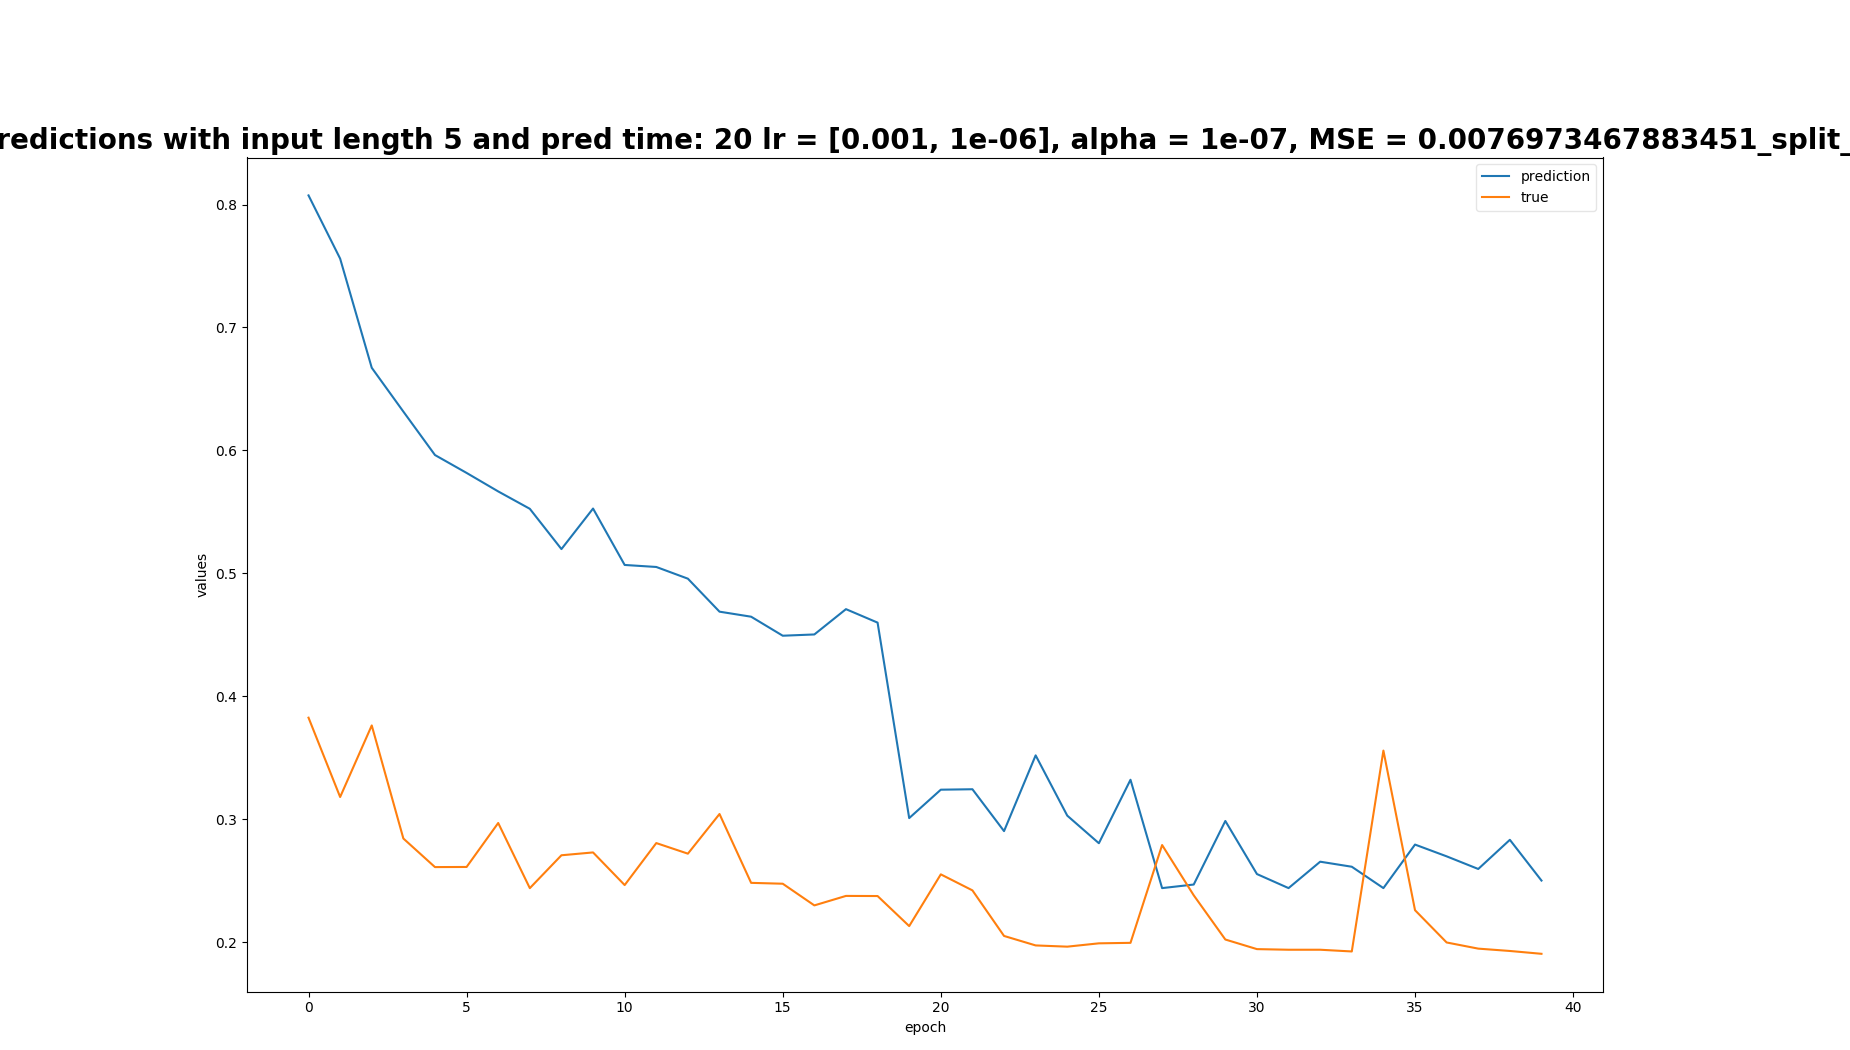 redictions with input length 5 and pred time: 20 lr = [0.001, 1e-06], alpha = 1e-07, MSE = 0.0076973467883451_split_
prediction
true
0.8
0.7
0.6
0.5
0.4
0.3
0.2
values
0 5 10 15 20 25 30 35 40
epoch